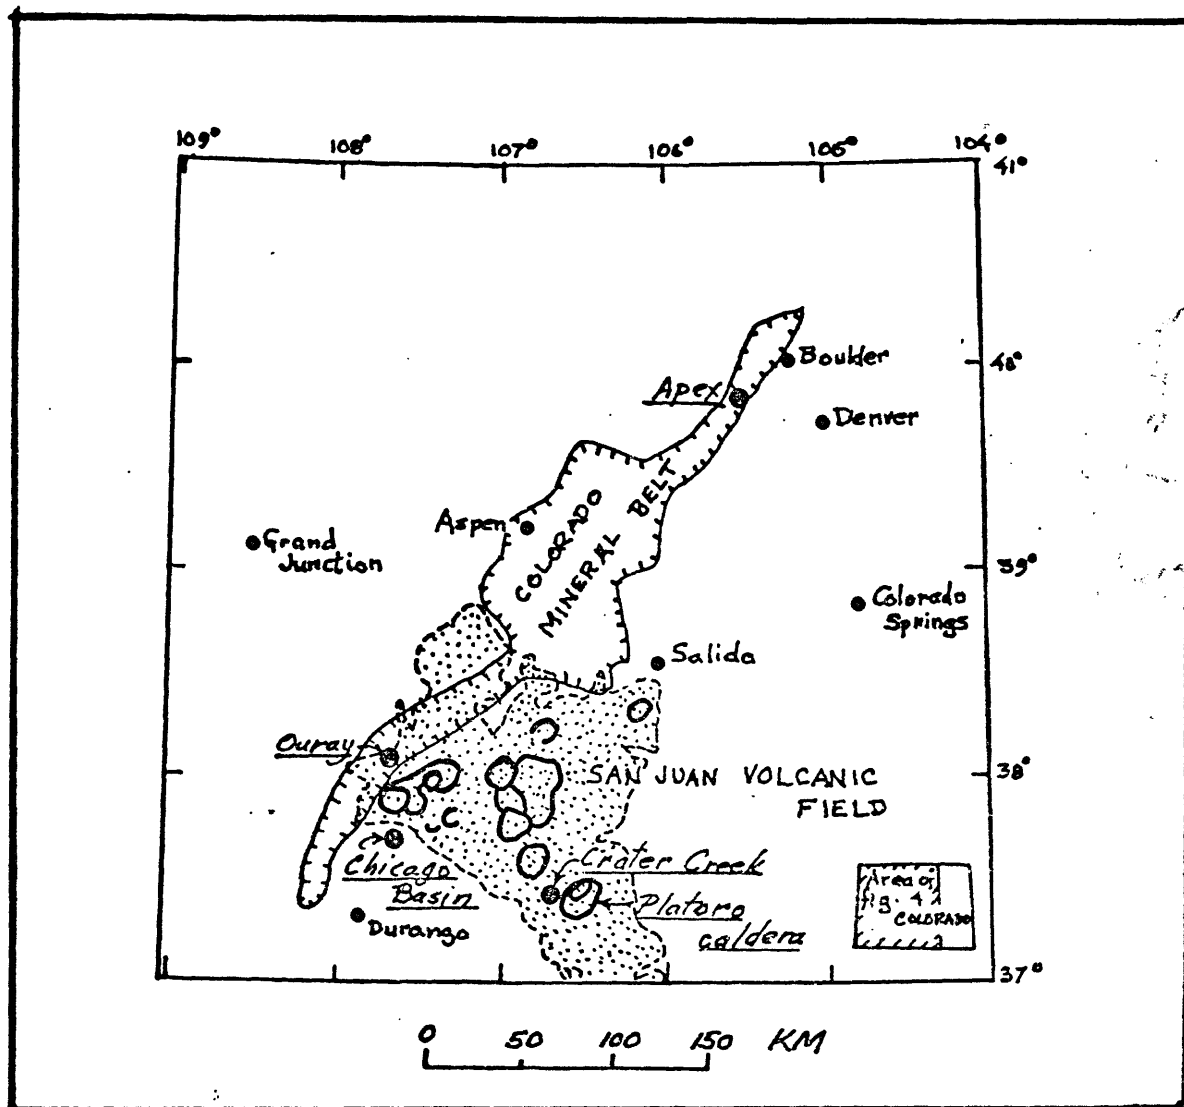 109°
108°
107°
106°
105°
104°
41°
Boulder
40°
Apex
Denver
COLORADO
MINERAL BELT
Aspen
Grand
Junction
39°
Colorado
Springs
Salida
Ouray
38°
SAN JUAN VOLCANIC
FIELD
Chicago
Basin
Crater Creek
Platoro
caldera
Durango
Area of
fig. 4
COLORADO
37°
0 50 100 150 KM